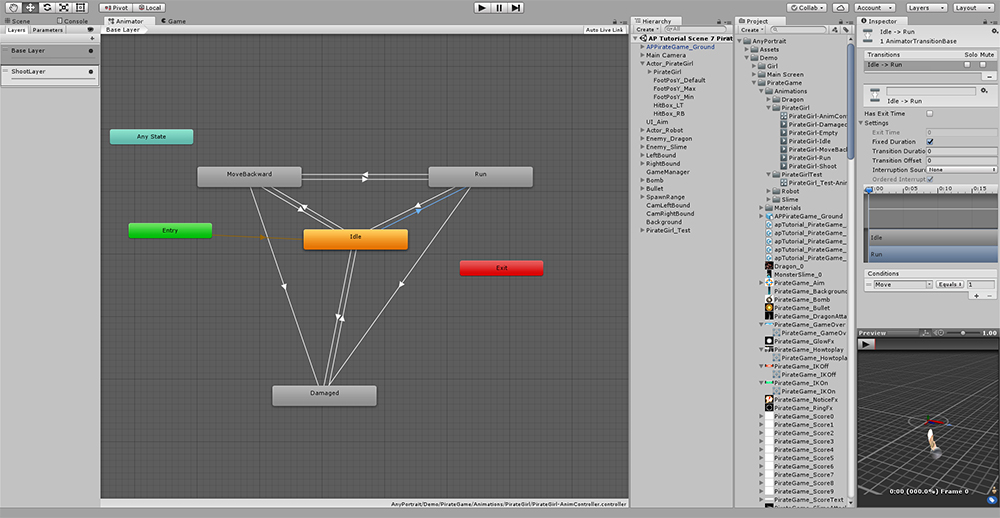 Pivot Local
Collab Account Layers Layout
Scene Console
Layers Parameters
Base Layer
ShootLayer
Animator Game
Base Layer
Auto Live Link
Any State
MoveBackward
Run
Entry
Idle
Exit
Damaged
AnyPortrait/Demo/PirateGame/Animations/PirateGirl/PirateGirl-AnimController.controller
Hierarchy
Create All
AP Tutorial Scene 7 Pirat
APPirateGame_Ground
Main Camera
Actor_PirateGirl
PirateGirl
FootPosY_Default
FootPosY_Max
FootPosY_Min
HitBox_LT
HitBox_RB
UI_Aim
Actor_Robot
Enemy_Dragon
Enemy_Slime
LeftBound
RightBound
GameManager
Bomb
Bullet
SpawnRange
CamLeftBound
CamRightBound
Background
PirateGirl_Test
Project
Create
AnyPortrait
Assets
Demo
Girl
Main Screen
PirateGame
Animations
Dragon
PirateGirl
PirateGirl-AnimCont
PirateGirl-Damaged
PirateGirl-Empty
PirateGirl-Idle
PirateGirl-MoveBack
PirateGirl-Run
PirateGirl-Shoot
PirateGirlTest
PirateGirl_Test-Anim
Robot
Slime
Materials
APPirateGame_Ground
apTutorial_PirateGame_
apTutorial_PirateGame_
apTutorial_PirateGame_
apTutorial_PirateGame_
apTutorial_PirateGame_
Dragon_0
MonsterSlime_0
PirateGame_Aim
PirateGame_Background
PirateGame_Bomb
PirateGame_Bullet
PirateGame_DragonAtta
PirateGame_GameOver
PirateGame_GameOv
PirateGame_GlowFx
PirateGame_Howtoplay
PirateGame_Howtopla
PirateGame_IKOff
PirateGame_IKOff
PirateGame_IKOn
PirateGame_IKOn
PirateGame_NoticeFx
PirateGame_RingFx
PirateGame_Score0
PirateGame_Score1
PirateGame_Score2
PirateGame_Score3
PirateGame_Score4
PirateGame_Score5
PirateGame_Score6
PirateGame_Score7
PirateGame_Score8
PirateGame_Score9
PirateGame_ScoreText
Inspector
Idle -> Run
1 AnimatorTransitionBase
Transitions Solo Mute
Idle -> Run
Idle -> Run
Has Exit Time
Settings
Exit Time 0
Fixed Duration
Transition Duratio 0
Transition Offset 0
Interruption Sourc None
Ordered Interrupt
0:00 0:05 0:10
Idle
Run
Conditions
Move Equals 1
Preview 1.00
0:00 (000.0%) Frame 0